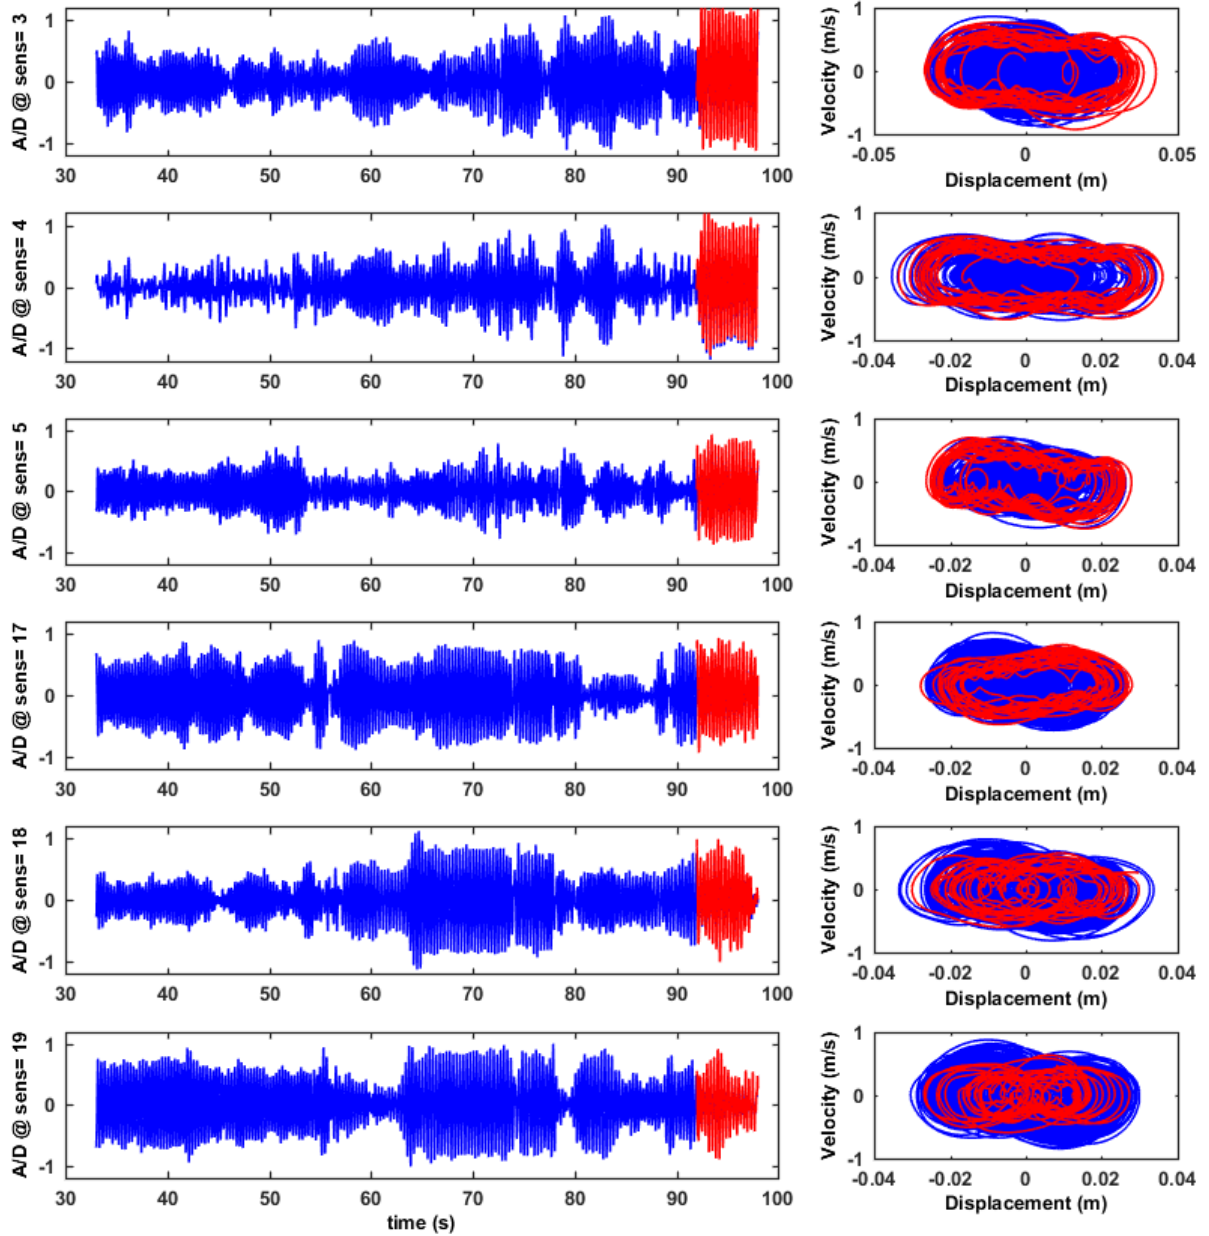 A/D @ sens= 3
1
0
-1
30 40 50 60 70 80 90 100
Velocity (m/s)
1
0
-1
-0.05 0 0.05
Displacement (m)
A/D @ sens= 4
1
0
-1
30 40 50 60 70 80 90 100
Velocity (m/s)
1
0
-1
-0.04 -0.02 0 0.02 0.04
Displacement (m)
A/D @ sens= 5
1
0
-1
30 40 50 60 70 80 90 100
Velocity (m/s)
1
0
-1
-0.04 -0.02 0 0.02 0.04
Displacement (m)
A/D @ sens= 17
1
0
-1
30 40 50 60 70 80 90 100
Velocity (m/s)
1
0
-1
-0.04 -0.02 0 0.02 0.04
Displacement (m)
A/D @ sens= 18
1
0
-1
30 40 50 60 70 80 90 100
Velocity (m/s)
1
0
-1
-0.04 -0.02 0 0.02 0.04
Displacement (m)
A/D @ sens= 19
1
0
-1
30 40 50 60 70 80 90 100
time (s)
Velocity (m/s)
1
0
-1
-0.04 -0.02 0 0.02 0.04
Displacement (m)